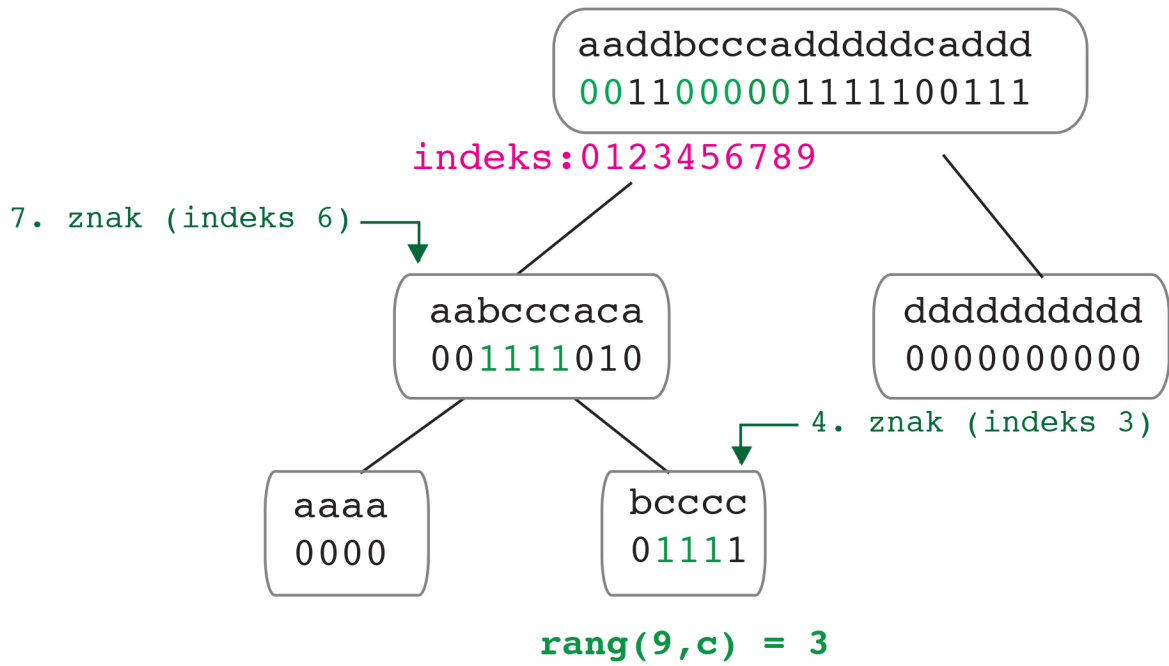 aaddbcccadddddcaddd
0011000001111100111
indeks:0123456789
7. znak (indeks 6)
aabcccaca
001111010
dddddddddd
0000000000
4. znak (indeks 3)
aaaa
0000
bcccc
01111
rang(9,c) = 3